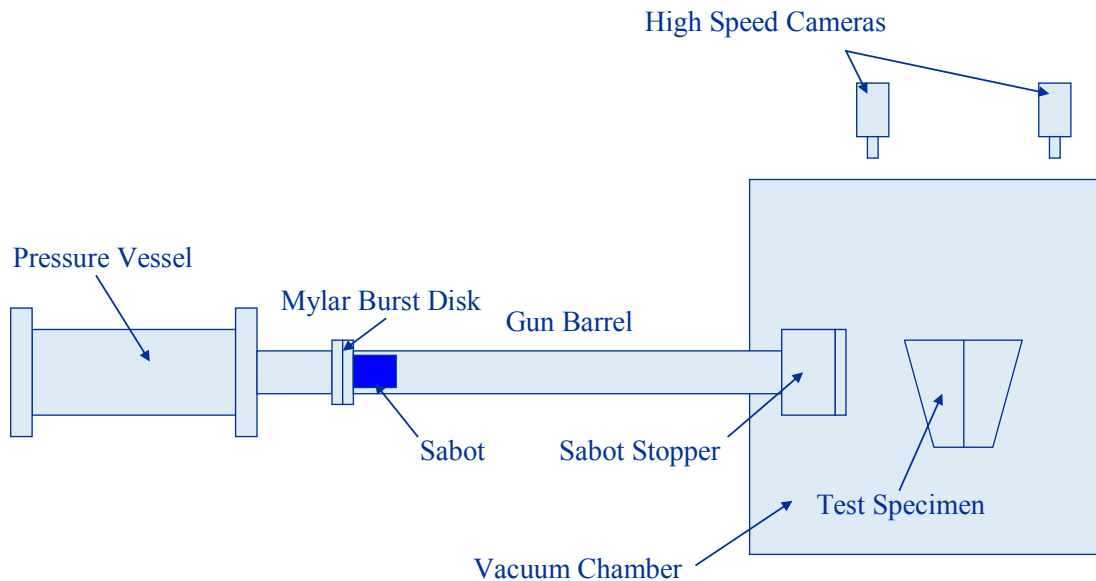 High Speed Cameras
Pressure Vessel
Mylar Burst Disk
Gun Barrel
Sabot
Sabot Stopper
Test Specimen
Vacuum Chamber